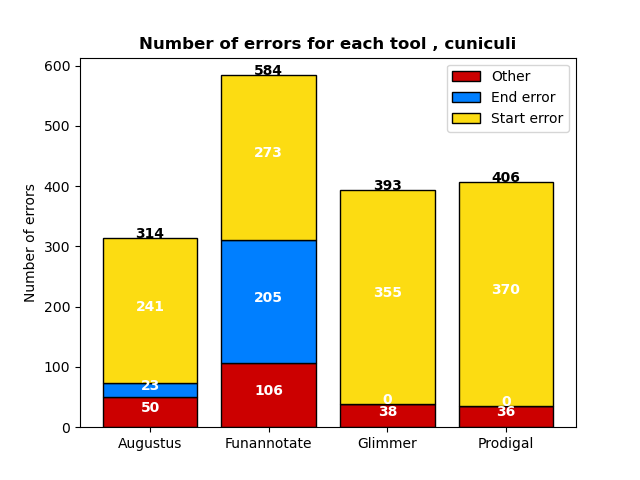 Number of errors for each tool , cuniculi
Number of errors
600
500
400
300
200
100
0
Other
End error
Start error
314
241
23
50
584
273
205
106
393
355
0
38
406
370
0
36
Augustus
Funannotate
Glimmer
Prodigal